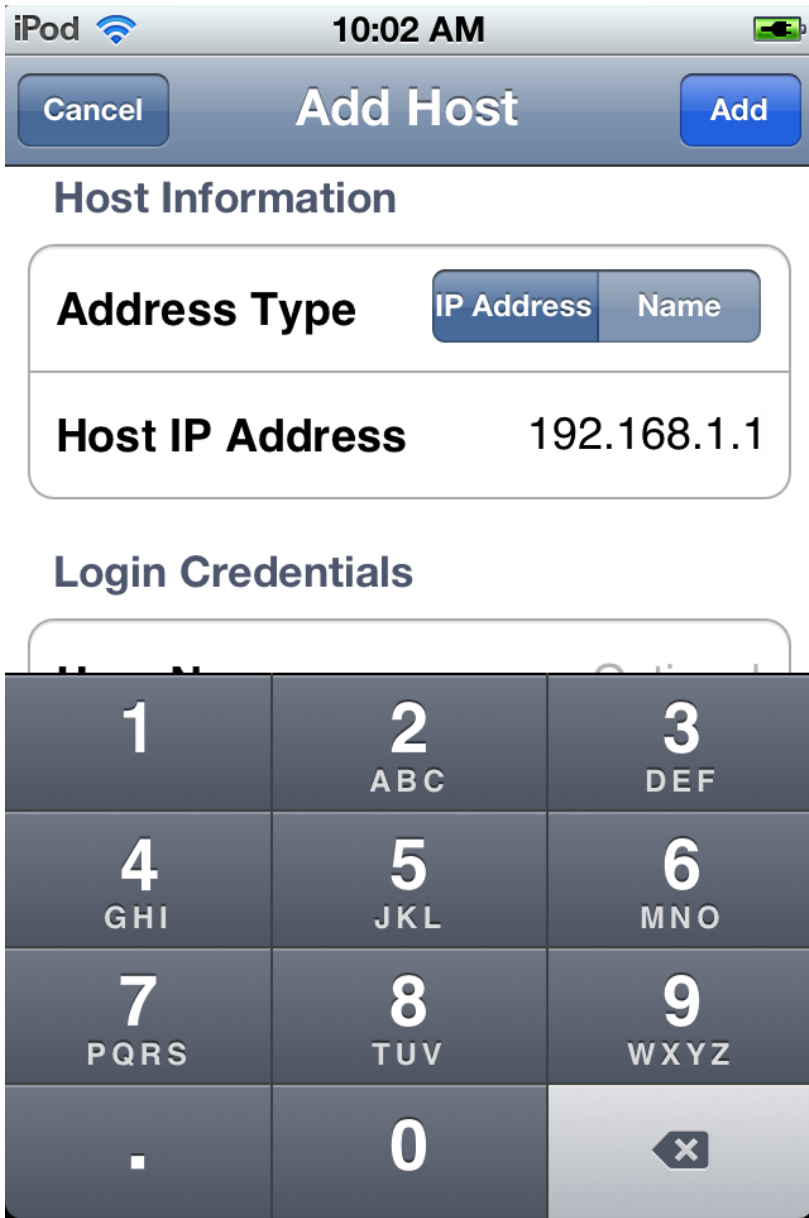 iPod 10:02 AM
Cancel Add Host Add
Host Information
Address Type IP Address Name
Host IP Address 192.168.1.1
Login Credentials
1 2 3
ABC DEF
4 5 6
GHI JKL MNO
7 8 9
PQRS TUV WXYZ
. 0